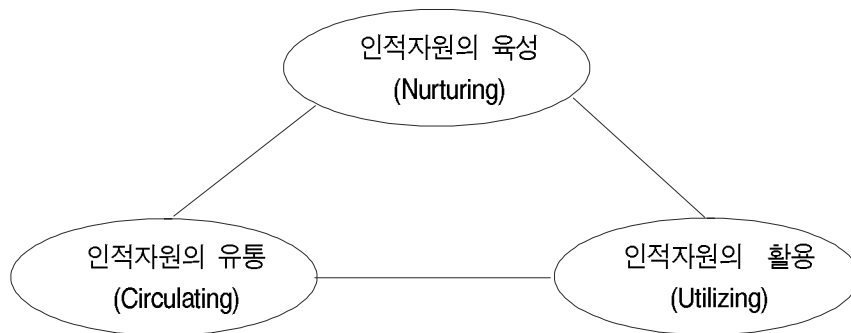 인적자원의 육성
(Nurturing)
인적자원의 유통
(Circulating)
인적자원의 활용
(Utilizing)